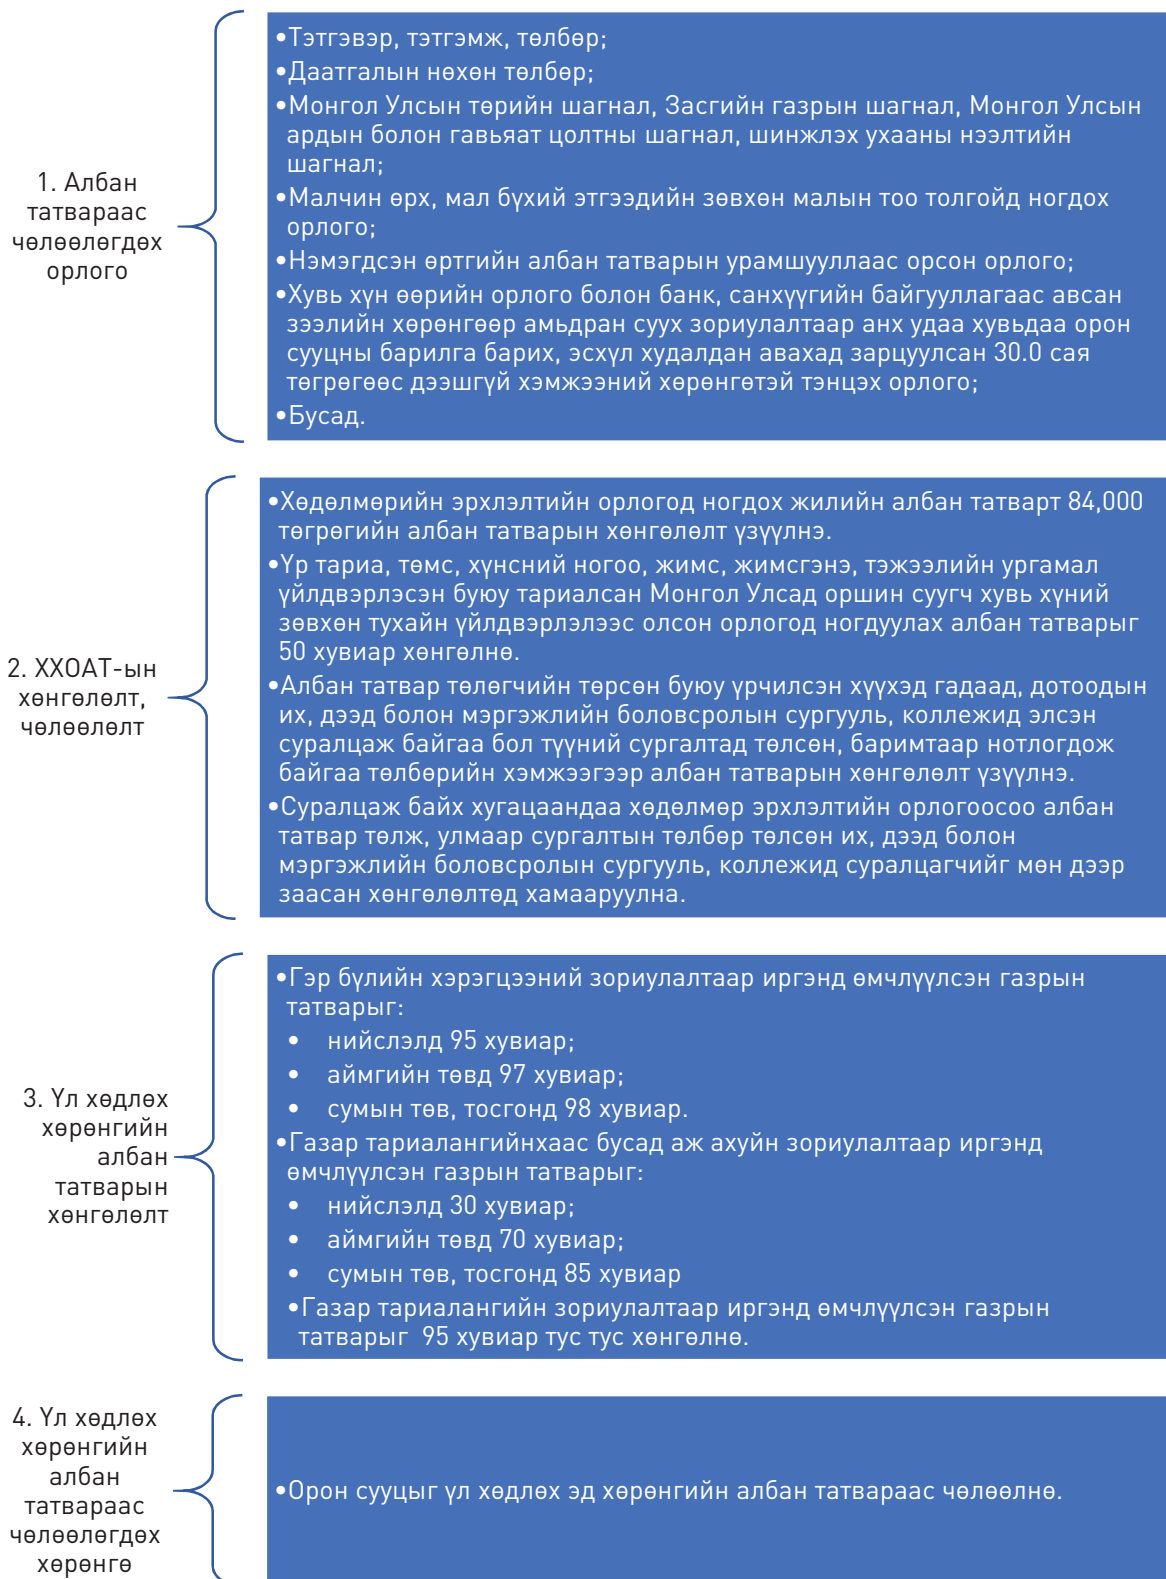 1. Албан
татвараас
чөлөөлөгдөх
орлого
•Тэтгэвэр, тэтгэмж, төлбөр;
•Даатгалын нөхөн төлбөр;
•Монгол Улсын төрийн шагнал, Засгийн газрын шагнал, Монгол Улсын
ардын болон гавьяат цолтны шагнал, шинжлэх ухааны нээлтийн
шагнал;
•Малчин өрх, мал бүхий этгээдийн зөвхөн малын тоо толгойд ногдох
орлого;
•Нэмэгдсэн өртгийн албан татварын урамшууллаас орсон орлого;
•Хувь хүн өөрийн орлого болон банк, санхүүгийн байгууллагаас авсан
зээлийн хөрөнгөөр амьдран суух зориулалтаар анх удаа хувьдаа орон
сууцны барилга барих, эсхүл худалдан авахад зарцуулсан 30.0 сая
төгрөгөөс дээшгүй хэмжээний хөрөнгөтэй тэнцэх орлого;
•Бусад.
2. ХХОАТ-ын
хөнгөлөлт,
чөлөөлөлт
•Хөдөлмөрийн эрхлэлтийн орлогод ногдох жилийн албан татварт 84,000
төгрөгийн албан татварын хөнгөлөлт үзүүлнэ.
•Үр тариа, төмс, хүнсний ногоо, жимс, жимсгэнэ, тэжээлийн ургамал
үйлдвэрлэсэн буюу тариалсан Монгол Улсад оршин суугч хувь хүний
зөвхөн тухайн үйлдвэрлэлээс олсон орлогод ногдуулах албан татварыг
50 хувиар хөнгөлнө.
•Албан татвар төлөгчийн төрсөн буюу үрчилсэн хүүхэд гадаад, дотоодын
их, дээд болон мэргэжлийн боловсролын сургууль, коллежид элсэн
суралцаж байгаа бол түүний сургалтад төлсөн, баримтаар нотлогдож
байгаа төлбөрийн хэмжээгээр албан татварын хөнгөлөлт үзүүлнэ.
•Суралцаж байх хугацаандаа хөдөлмөр эрхлэлтийн орлогоосоо албан
татвар төлж, улмаар сургалтын төлбөр төлсөн их, дээд болон
мэргэжлийн боловсролын сургууль, коллежид суралцагчийг мөн дээр
заасан хөнгөлөлтөд хамааруулна.
3. Үл хөдлөх
хөрөнгийн
албан
татварын
хөнгөлөлт
•Гэр бүлийн хэрэгцээний зориулалтаар иргэнд өмчлүүлсэн газрын
татварыг:
• нийслэлд 95 хувиар;
• аймгийн төвд 97 хувиар;
• сумын төв, тосгонд 98 хувиар.
•Газар тариалангийнхаас бусад аж ахуйн зориулалтаар иргэнд
өмчлүүлсэн газрын татварыг:
• нийслэлд 30 хувиар;
• аймгийн төвд 70 хувиар;
• сумын төв, тосгонд 85 хувиар
•Газар тариалангийн зориулалтаар иргэнд өмчлүүлсэн газрын
татварыг 95 хувиар тус тус хөнгөлнө.
4. Үл хөдлөх
хөрөнгийн
албан
татвараас
чөлөөлөгдөх
хөрөнгө
•Орон сууцыг үл хөдлөх эд хөрөнгийн албан татвараас чөлөөлнө.